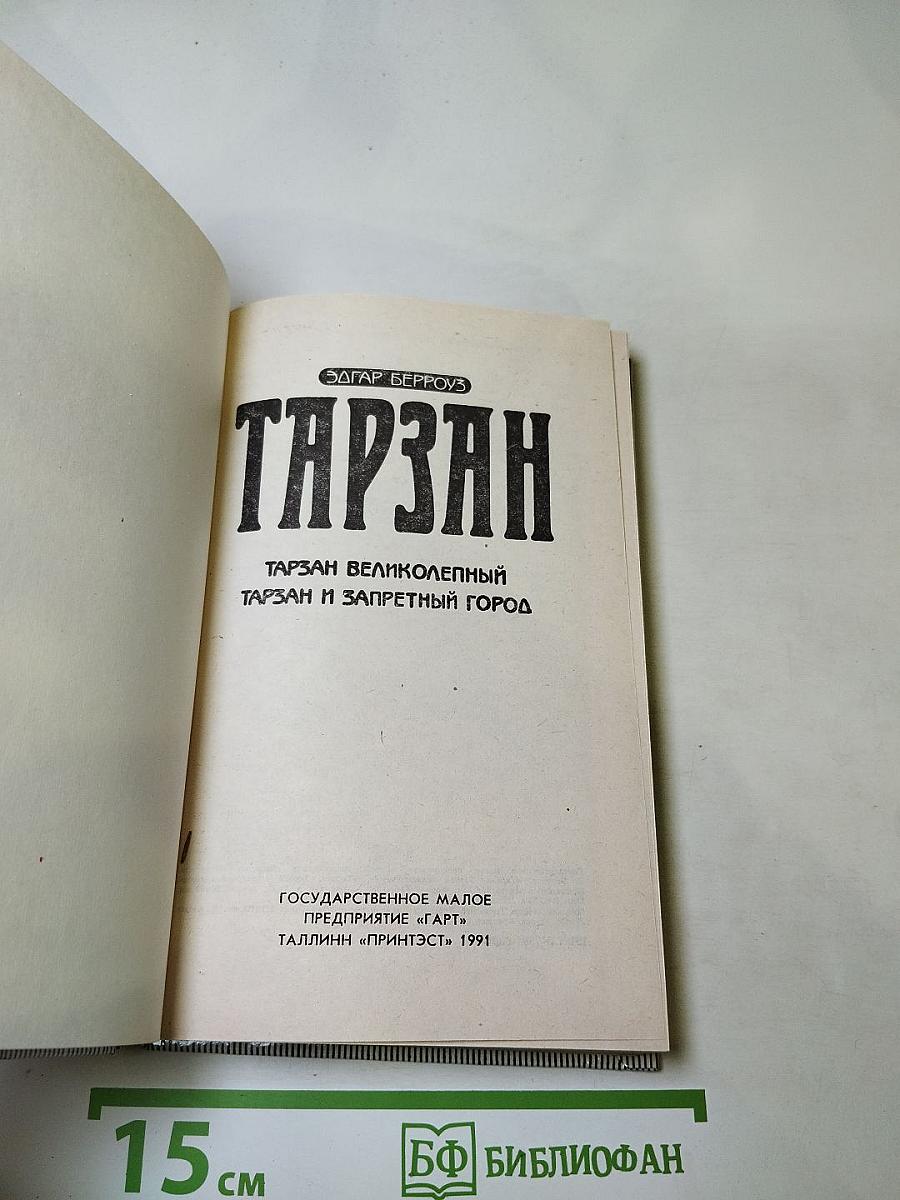 ЭДГАР БЕРРОУЗ
ТАРЗАН
ТАРЗАН ВЕЛИКОЛЕПНЫЙ
ТАРЗАН И ЗАПРЕТНЫЙ ГОРОД
ГОСУДАРСТВЕННОЕ МАЛОЕ
ПРЕДПРИЯТИЕ «ГАРТ»
ТАЛЛИНН «ПРИНТЭСТ» 1991
15 см
БФ БИБЛИОФАН